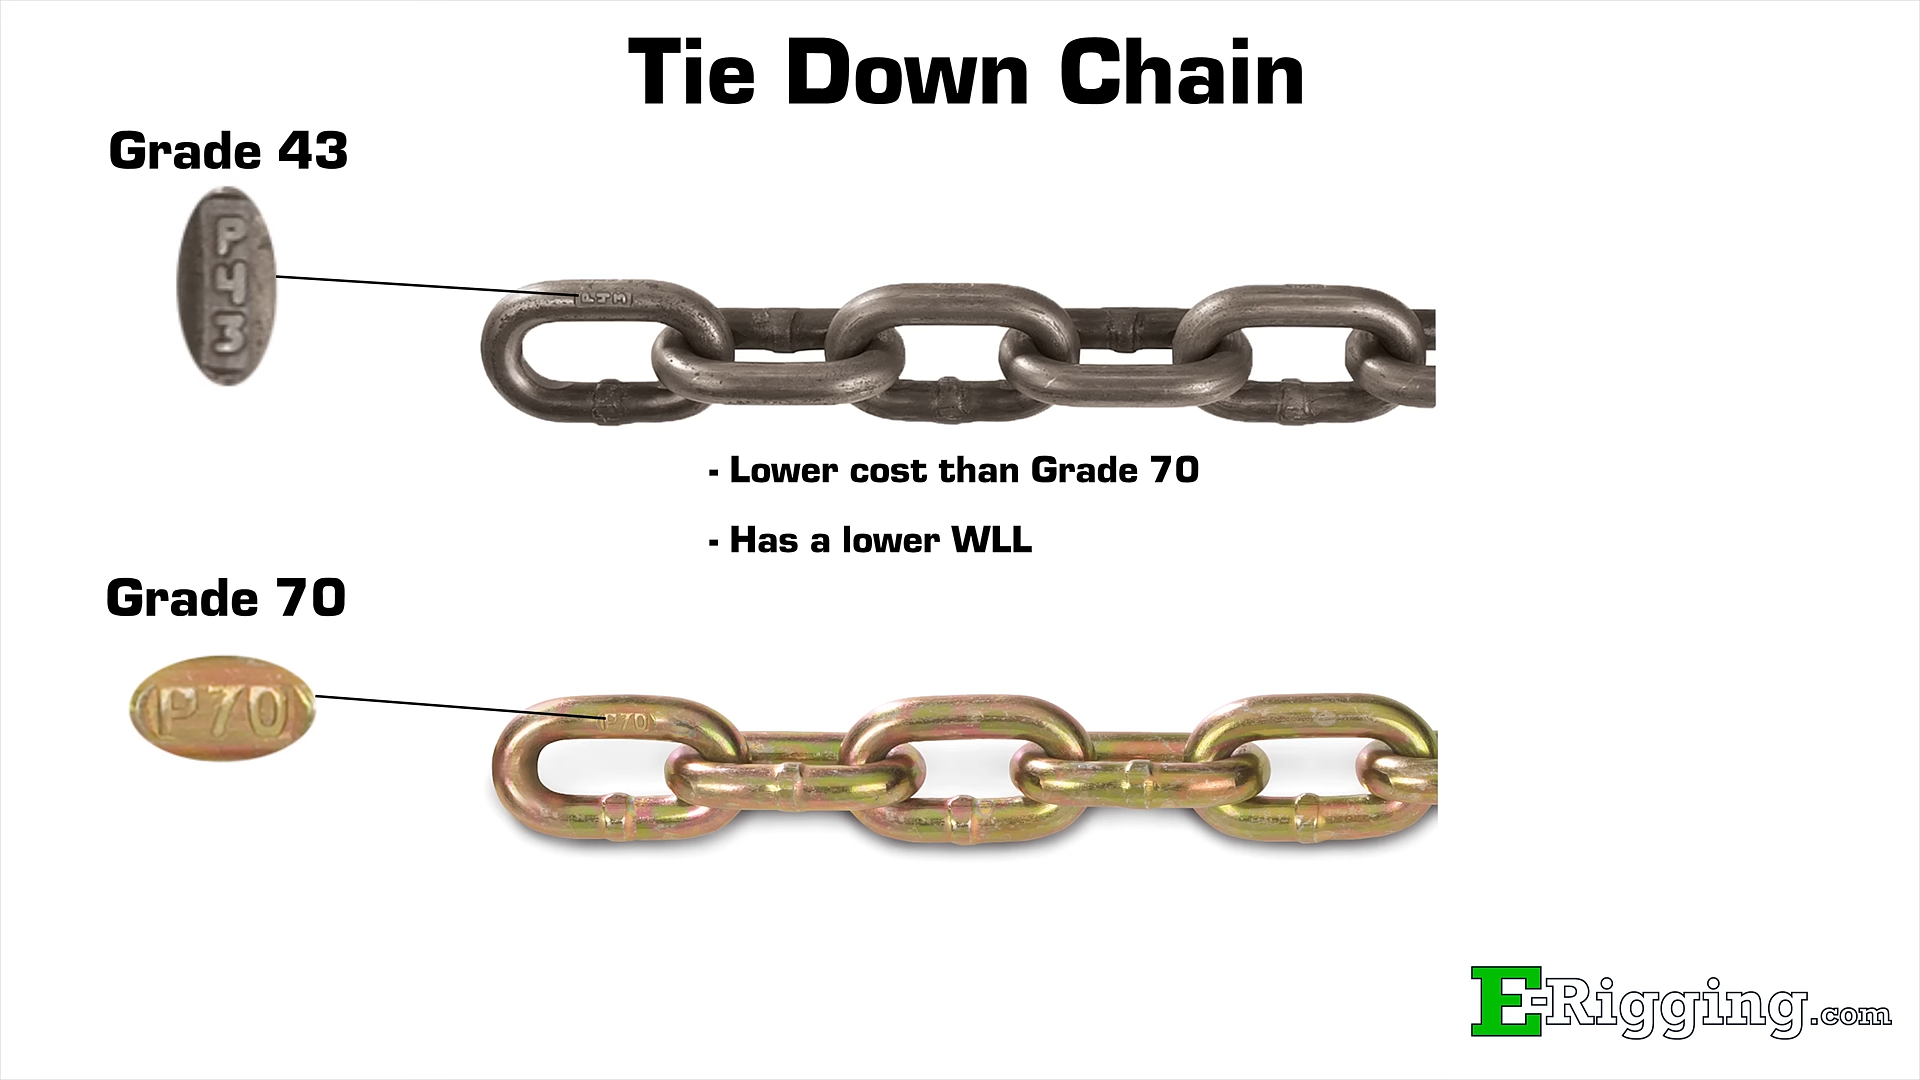 Tie Down Chain
Grade 43
P43
- Lower cost than Grade 70
- Has a lower WLL
Grade 70
P70
P70
E-Rigging.com